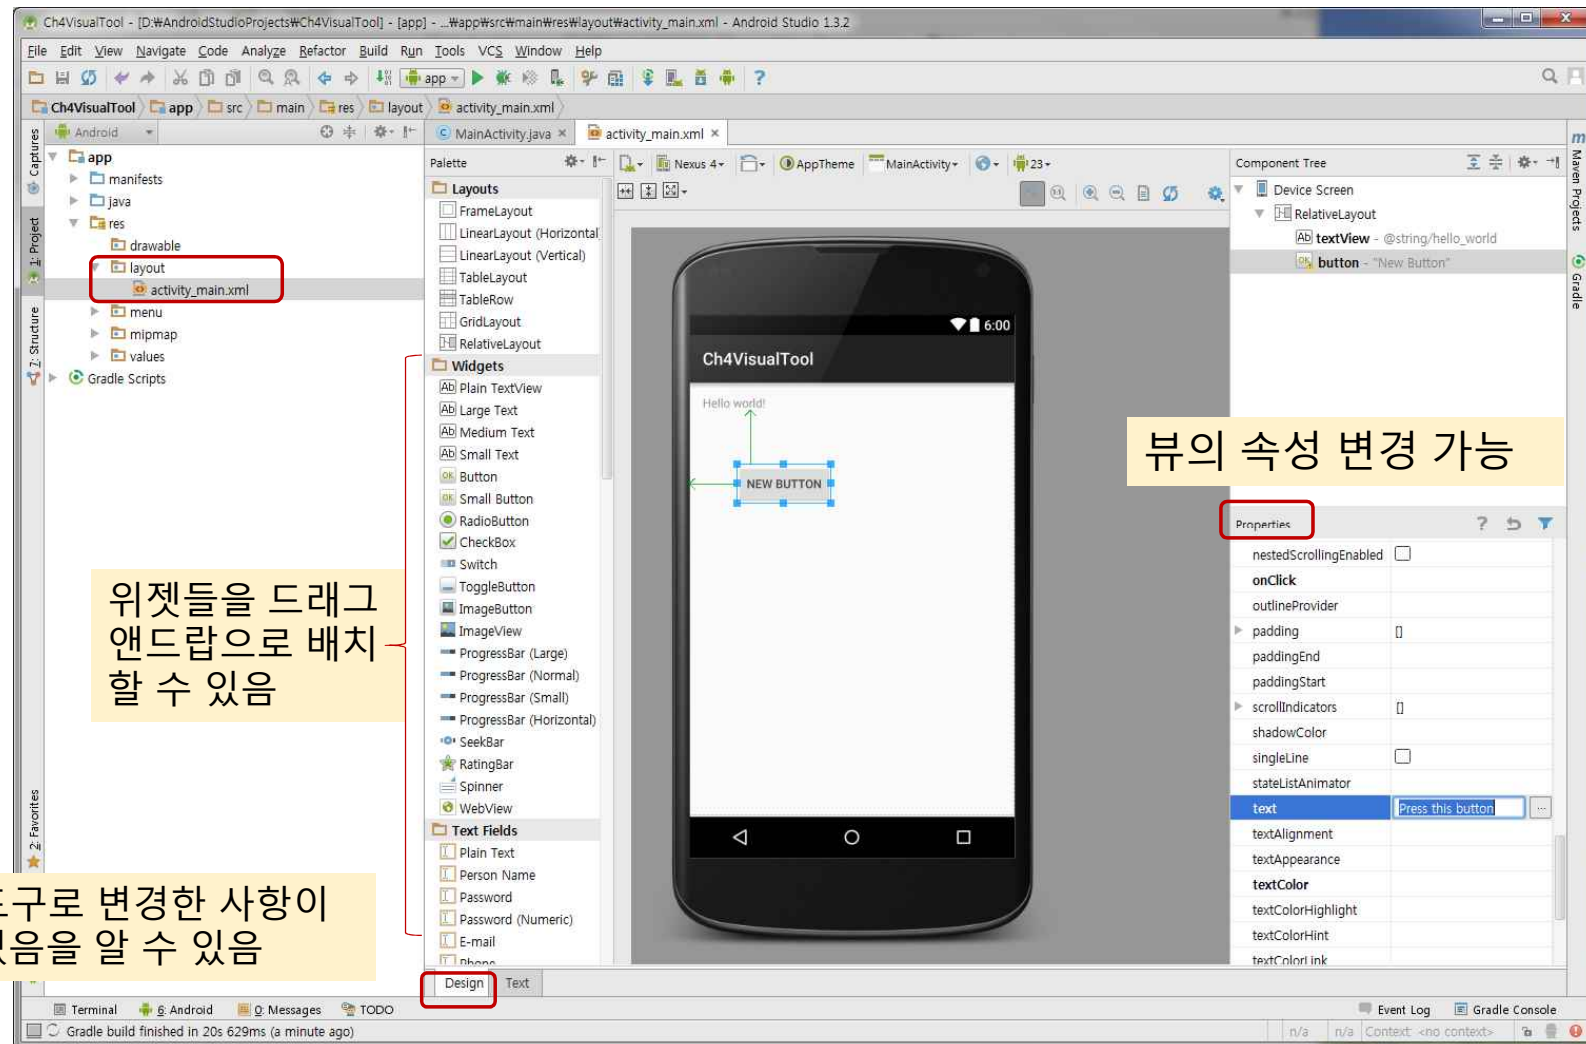 Ch4VisualTool - [D:₩AndroidStudioProjects₩Ch4VisualTool] - [app] - ...₩app₩src₩main₩res₩layout₩activity_main.xml - Android Studio 1.3.2
File Edit View Navigate Code Analyze Refactor Build Run Tools VCS Window Help
app
Ch4VisualTool app src main res layout activity_main.xml
Captures
1: Project
7: Structure
2: Favorites
Android
app
manifests
java
res
drawable
layout
activity_main.xml
menu
mipmap
values
Gradle Scripts
MainActivity.java activity_main.xml
Palette
Layouts
FrameLayout
LinearLayout (Horizontal
LinearLayout (Vertical)
TableLayout
TableRow
GridLayout
RelativeLayout
Widgets
Plain TextView
Large Text
Medium Text
Small Text
Button
Small Button
RadioButton
CheckBox
Switch
ToggleButton
ImageButton
ImageView
ProgressBar (Large)
ProgressBar (Normal)
ProgressBar (Small)
ProgressBar (Horizontal)
SeekBar
RatingBar
Spinner
WebView
Text Fields
Plain Text
Person Name
Password
Password (Numeric)
E-mail
Phone
위젯들을 드래그
앤드랍으로 배치
할 수 있음
도구로 변경한 사항이
있음을 알 수 있음
Nexus 4 AppTheme MainActivity 23
6:00
Ch4VisualTool
Hello world!
NEW BUTTON
Component Tree
Device Screen
RelativeLayout
textView - @string/hello_world
button - "New Button"
Maven Projects
Gradle
뷰의 속성 변경 가능
Properties
nestedScrollingEnabled
onClick
outlineProvider
padding []
paddingEnd
paddingStart
scrollIndicators []
shadowColor
singleLine
stateListAnimator
text Press this button
textAlignment
textAppearance
textColor
textColorHighlight
textColorHint
textColorLink
Design Text
Terminal 6: Android 0: Messages TODO Event Log Gradle Console
Gradle build finished in 20s 629ms (a minute ago) n/a n/a Context: <no context>